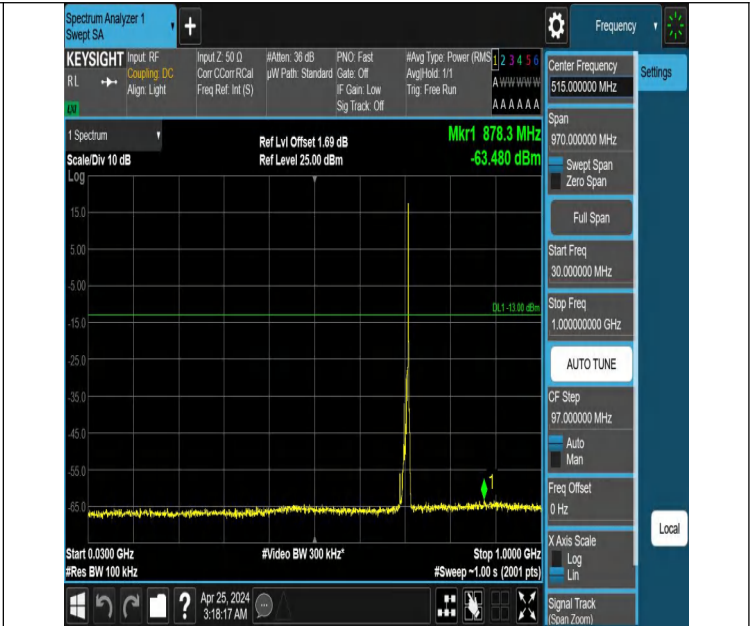 Spectrum Analyzer 1
Swept SA
+
Frequency
KEYSIGHT
RL
Input: RF
Coupling: DC
Align: Light
Input Z: 50 Ω
Corr CCorr RCal
Freq Ref: Int (S)
#Atten: 36 dB
µW Path: Standard
PNO: Fast
Gate: Off
IF Gain: Low
Sig Track: Off
#Avg Type: Power (RMS
Avg|Hold: 1/1
Trig: Free Run
1 2 3 4 5 6
A W W W W W
A A A A A A
1 Spectrum
Scale/Div 10 dB
Log
Ref Lvl Offset 1.69 dB
Ref Level 25.00 dBm
Mkr1 878.3 MHz
-63.480 dBm
15.0
5.00
-5.00
DL1 -13.00 dBm
-15.0
-25.0
-35.0
-45.0
-55.0
1
-65.0
Start 0.0300 GHz
#Res BW 100 kHz
#Video BW 300 kHz*
Stop 1.0000 GHz
#Sweep ~1.00 s (2001 pts)
Center Frequency
515.000000 MHz
Settings
Span
970.000000 MHz
Swept Span
Zero Span
Full Span
Start Freq
30.000000 MHz
Stop Freq
1.000000000 GHz
AUTO TUNE
CF Step
97.000000 MHz
Auto
Man
Freq Offset
0 Hz
X Axis Scale
Log
Lin
Local
Signal Track
(Span Zoom)
?
Apr 25, 2024
3:18:17 AM